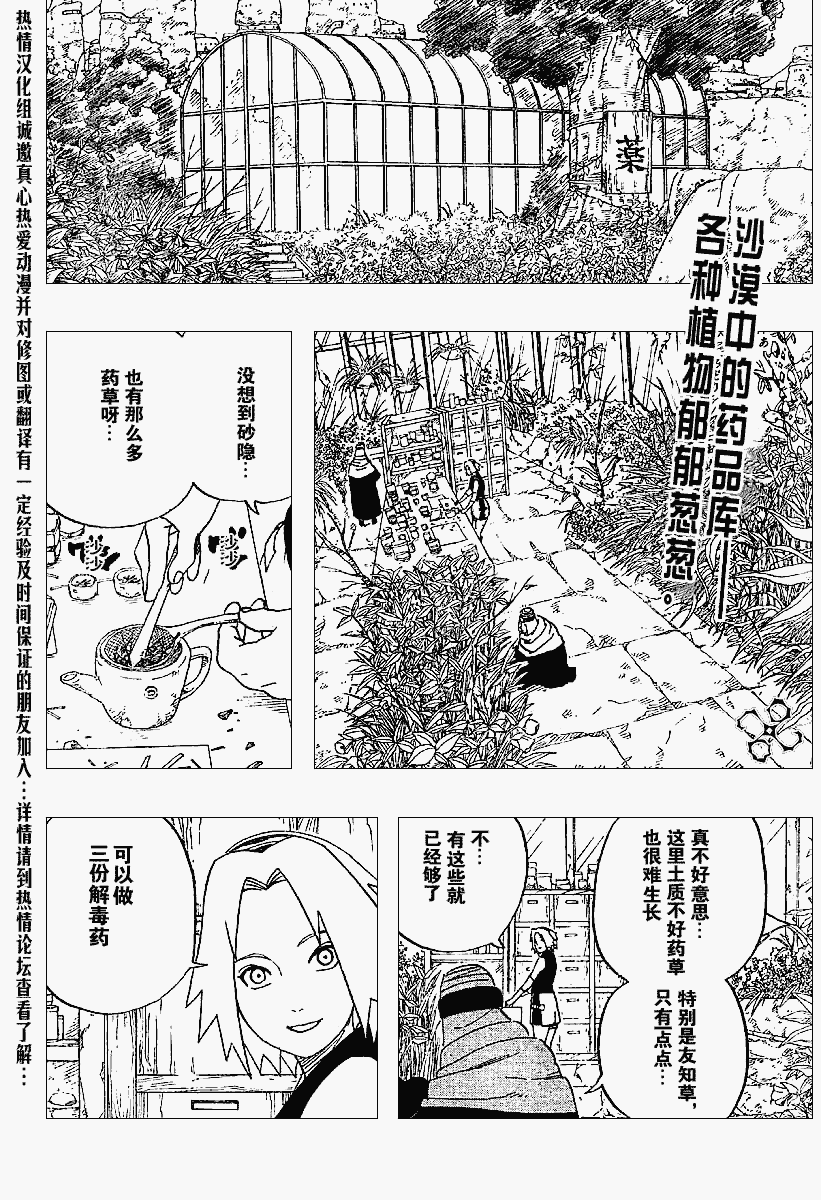 热情汉化组诚邀真心热爱动漫并对修图或翻译有一定经验及时间保证的朋友加入…详情请到热情论坛查看了解…
薬
沙漠中的药品库——
各种植物郁郁葱葱。
没想到砂隐…
也有那么多
药草呀…
沙沙
沙沙
真不好意思…
这里土质不好药草
也很难生长
特别是友知草，
只有一点点…
不…
有这些就
已经够了
可以做
三份解毒药